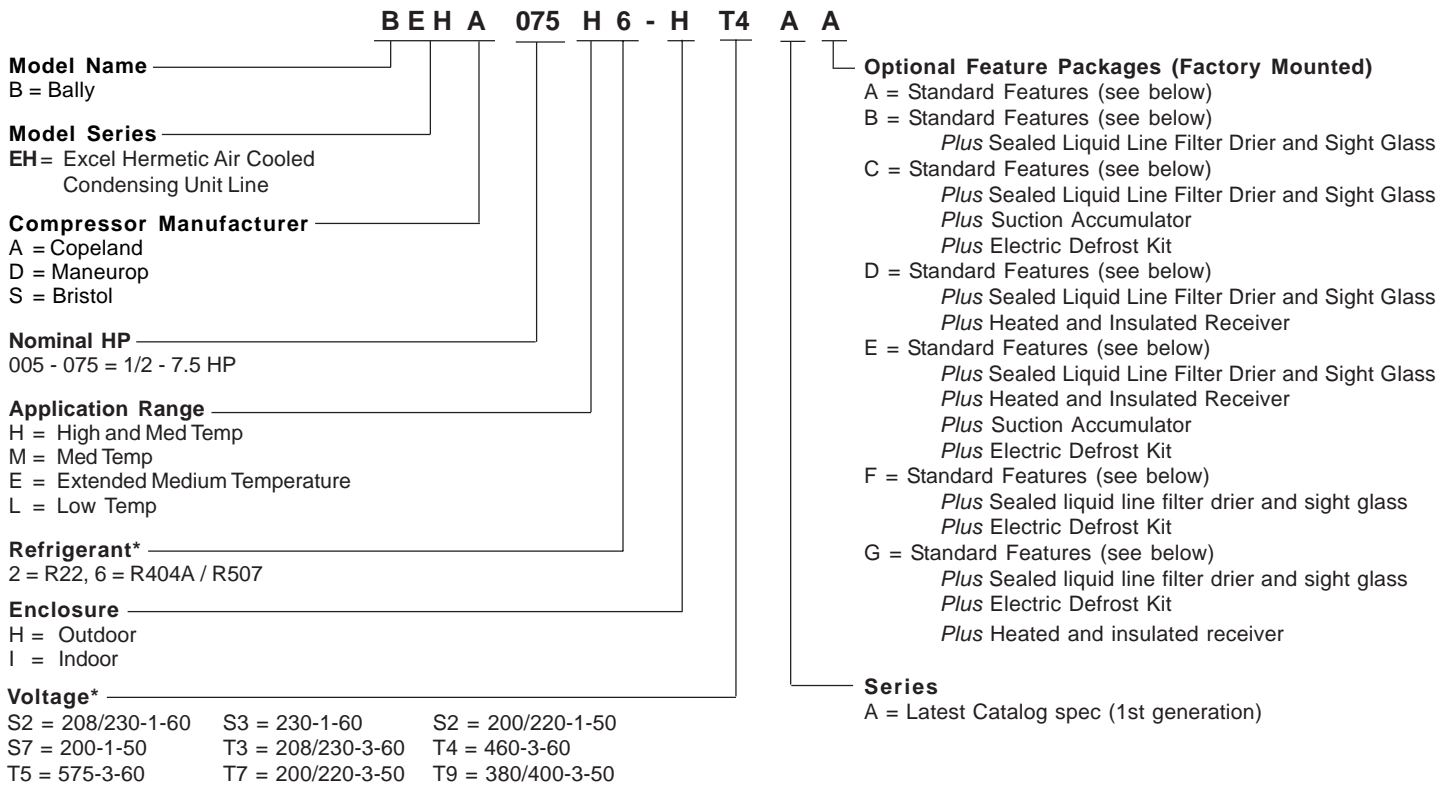 B E H A 075 H 6 - H T4 A A
Model Name
B = Bally
Model Series
EH = Excel Hermetic Air Cooled
Condensing Unit Line
Compressor Manufacturer
A = Copeland
D = Maneurop
S = Bristol
Nominal HP
005 - 075 = 1/2 - 7.5 HP
Application Range
H = High and Med Temp
M = Med Temp
E = Extended Medium Temperature
L = Low Temp
Refrigerant*
2 = R22, 6 = R404A / R507
Enclosure
H = Outdoor
I = Indoor
Voltage*
S2 = 208/230-1-60 S3 = 230-1-60 S2 = 200/220-1-50
S7 = 200-1-50 T3 = 208/230-3-60 T4 = 460-3-60
T5 = 575-3-60 T7 = 200/220-3-50 T9 = 380/400-3-50
Optional Feature Packages (Factory Mounted)
A = Standard Features (see below)
B = Standard Features (see below)
Plus Sealed Liquid Line Filter Drier and Sight Glass
C = Standard Features (see below)
Plus Sealed Liquid Line Filter Drier and Sight Glass
Plus Suction Accumulator
Plus Electric Defrost Kit
D = Standard Features (see below)
Plus Sealed Liquid Line Filter Drier and Sight Glass
Plus Heated and Insulated Receiver
E = Standard Features (see below)
Plus Sealed Liquid Line Filter Drier and Sight Glass
Plus Heated and Insulated Receiver
Plus Suction Accumulator
Plus Electric Defrost Kit
F = Standard Features (see below)
Plus Sealed liquid line filter drier and sight glass
Plus Electric Defrost Kit
G = Standard Features (see below)
Plus Sealed liquid line filter drier and sight glass
Plus Electric Defrost Kit
Plus Heated and insulated receiver
Series
A = Latest Catalog spec (1st generation)